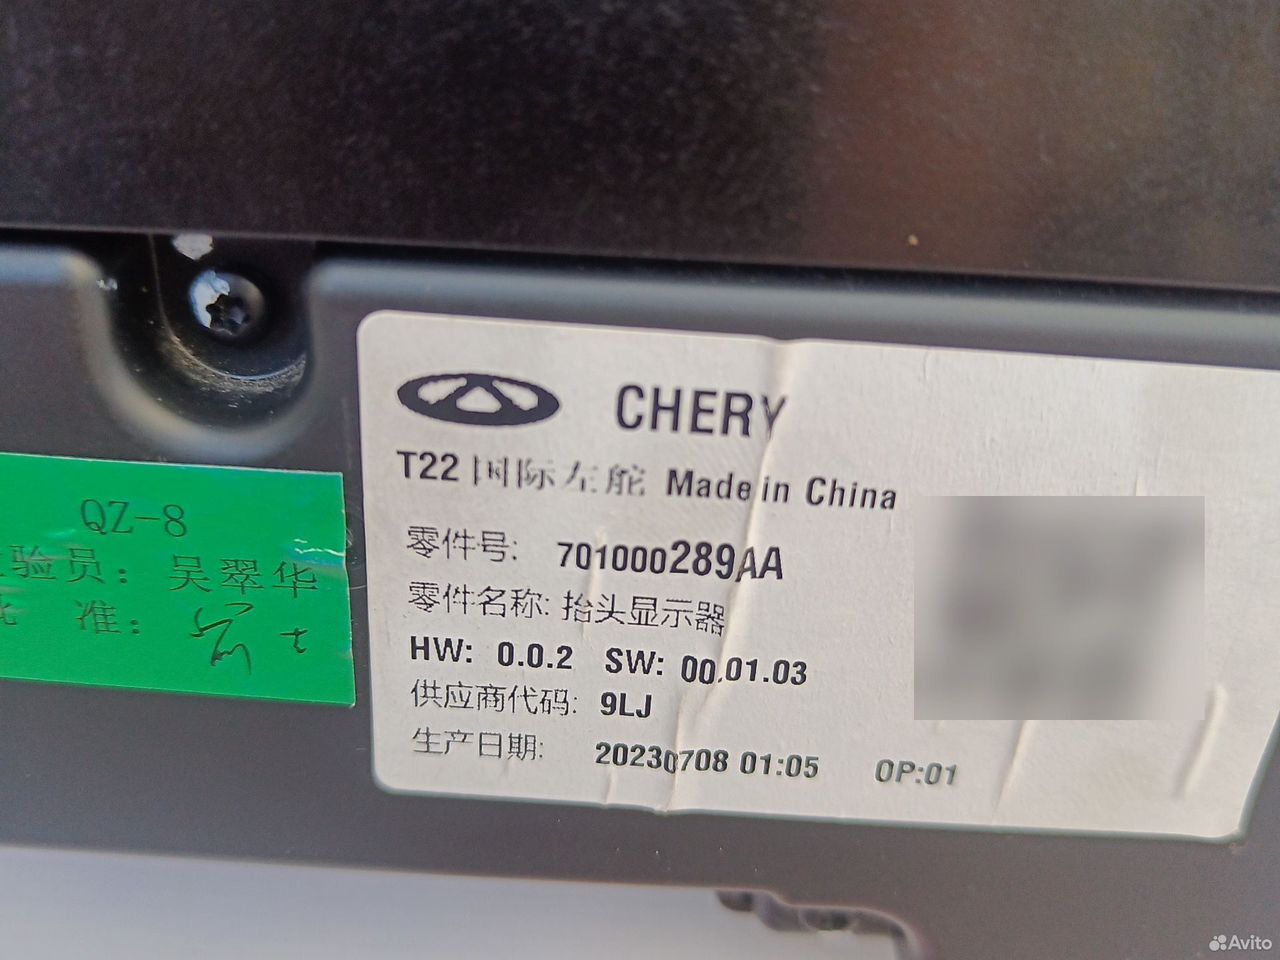 CHERY
T22 国际左舵 Made in China
零件号: 701000289AA
零件名称: 抬头显示器
HW: 0.0.2 SW: 00.01.03
供应商代码: 9LJ
生产日期: 20230708 01:05 OP:01
QZ-8
验员: 吴翠华
准:
Avito